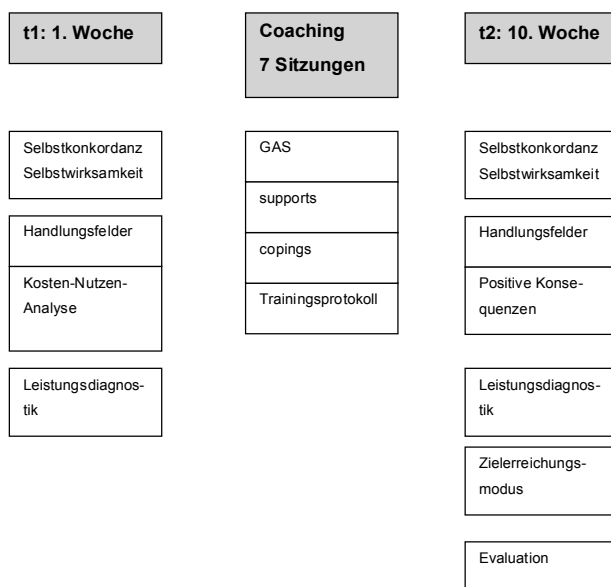 t1: 1. Woche
Selbstkonkordanz
Selbstwirksamkeit
Handlungsfelder
Kosten-Nutzen-
Analyse
Leistungsdiagnos-
tik
Coaching
7 Sitzungen
GAS
supports
copings
Trainingsprotokoll
t2: 10. Woche
Selbstkonkordanz
Selbstwirksamkeit
Handlungsfelder
Positive Konse-
quenzen
Leistungsdiagnos-
tik
Zielerreichungs-
modus
Evaluation